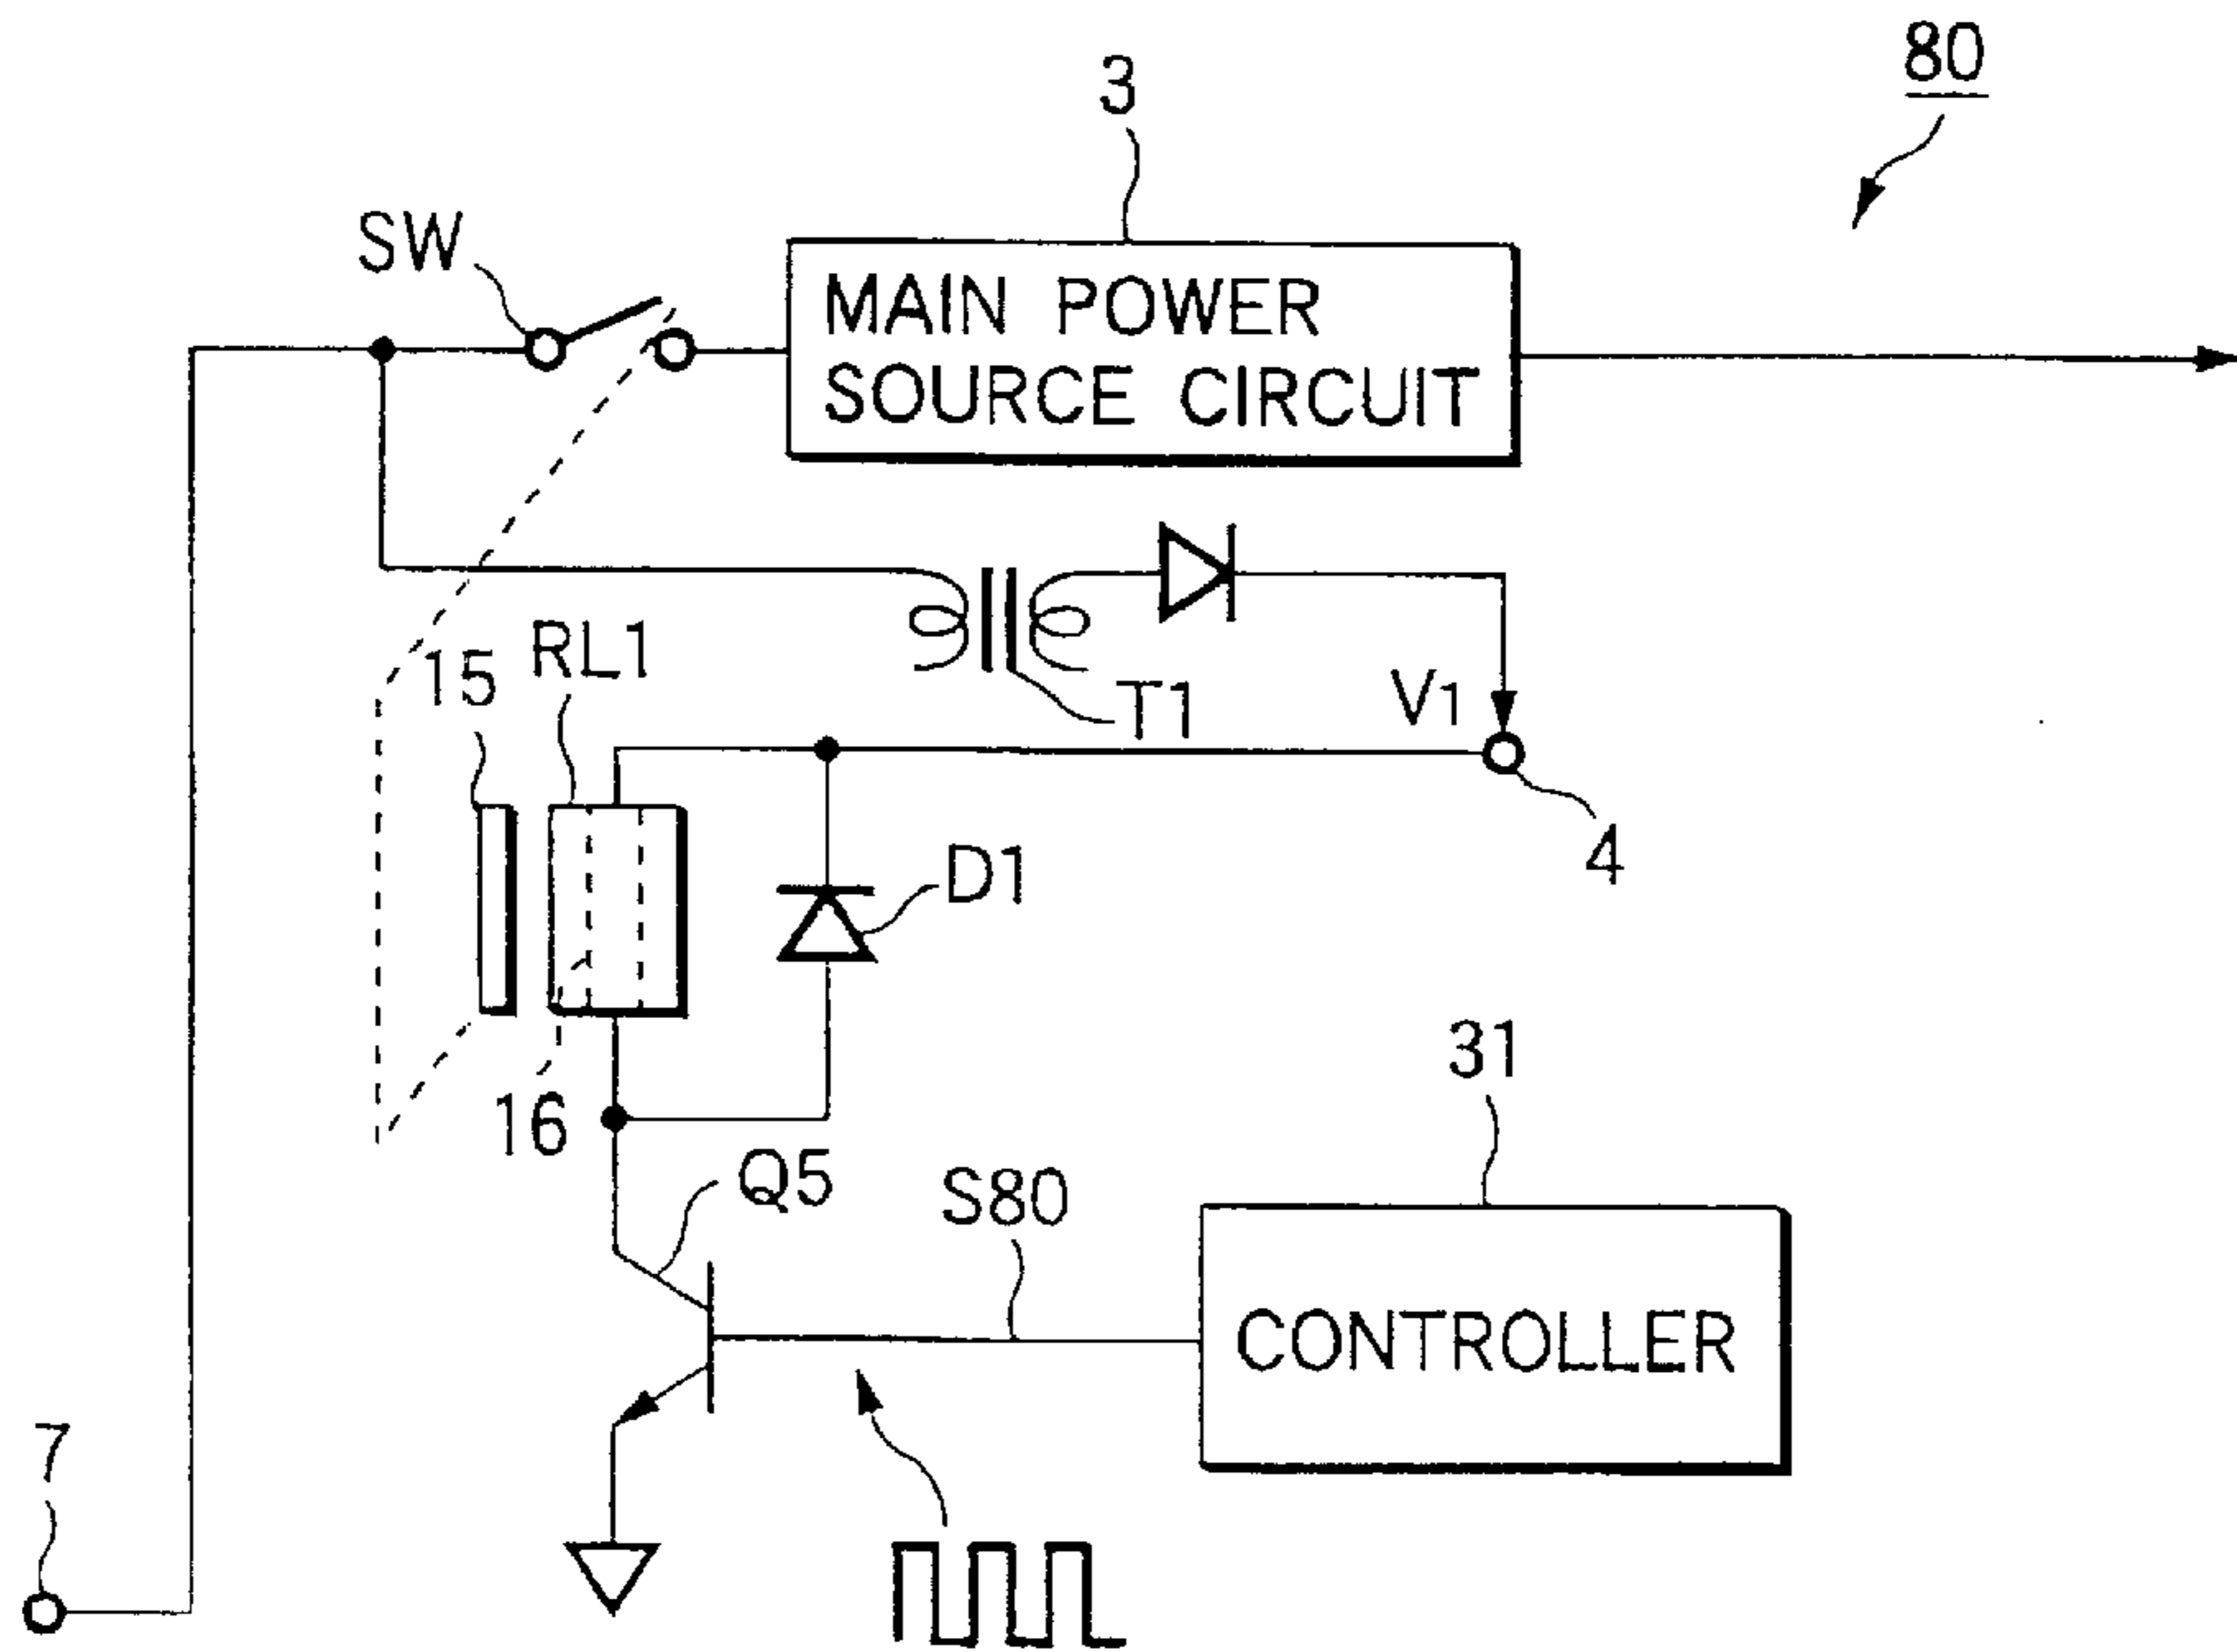 80
3
SW
MAIN POWER
SOURCE CIRCUIT
15
RL1
T1
V1
4
D1
16
31
Q5
S80
CONTROLLER
7